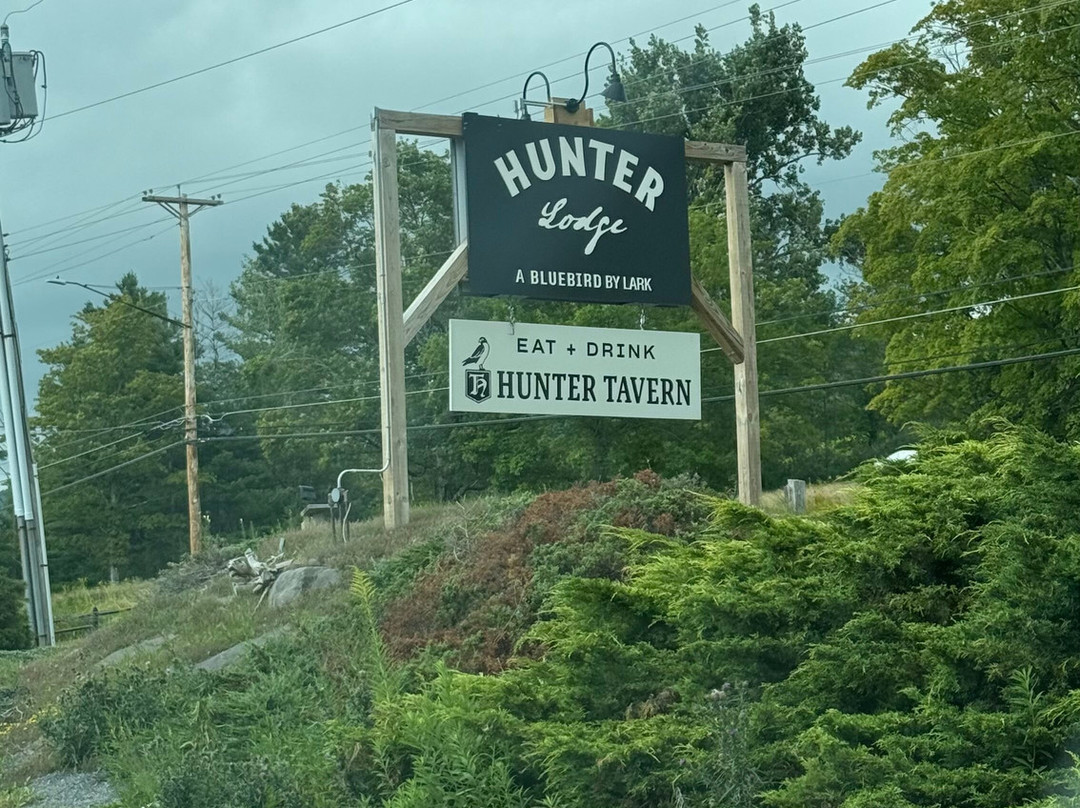 HUNTER
Lodge
A BLUEBIRD BY LARK
EAT + DRINK
HUNTER TAVERN